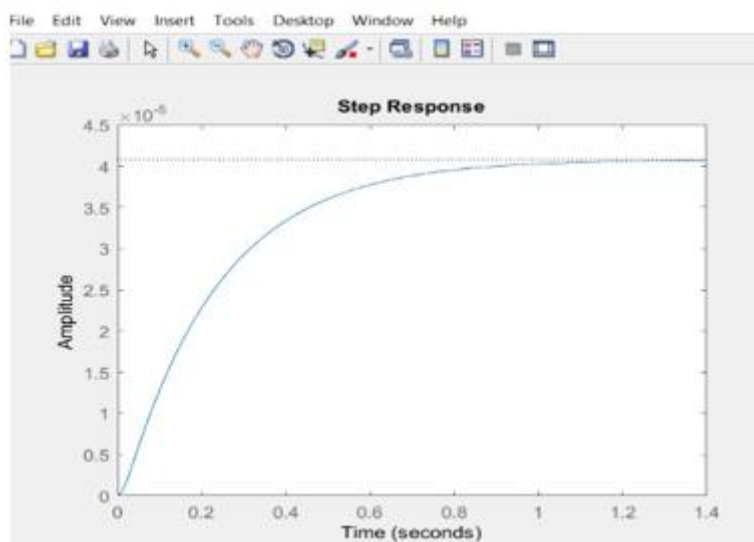 File Edit View Insert Tools Desktop Window Help
Step Response
4.5
4
3.5
3
2.5
2
1.5
1
0.5
0
Amplitude
0 0.2 0.4 0.6 0.8 1 1.2 1.4
Time (seconds)